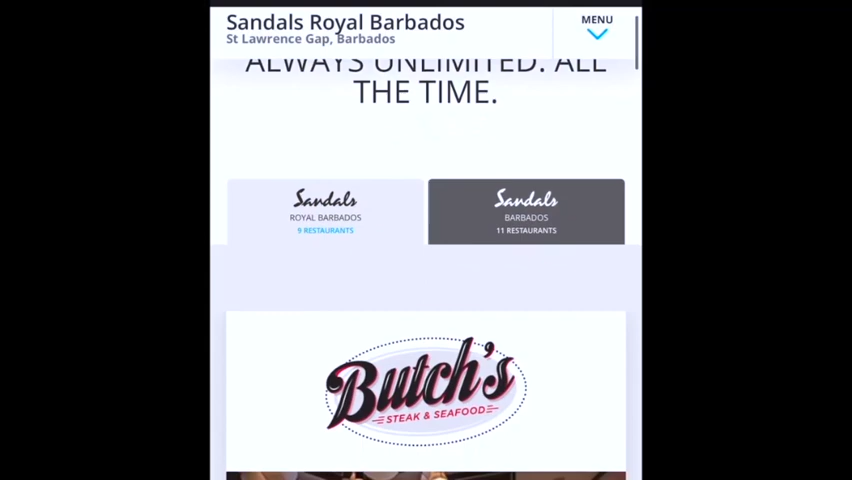 Sandals Royal Barbados
St Lawrence Gap, Barbados
MENU
ALWAYS UNLIMITED. ALL
THE TIME.
Sandals
ROYAL BARBADOS
9 RESTAURANTS
Sandals
BARBADOS
11 RESTAURANTS
Butch's
STEAK & SEAFOOD